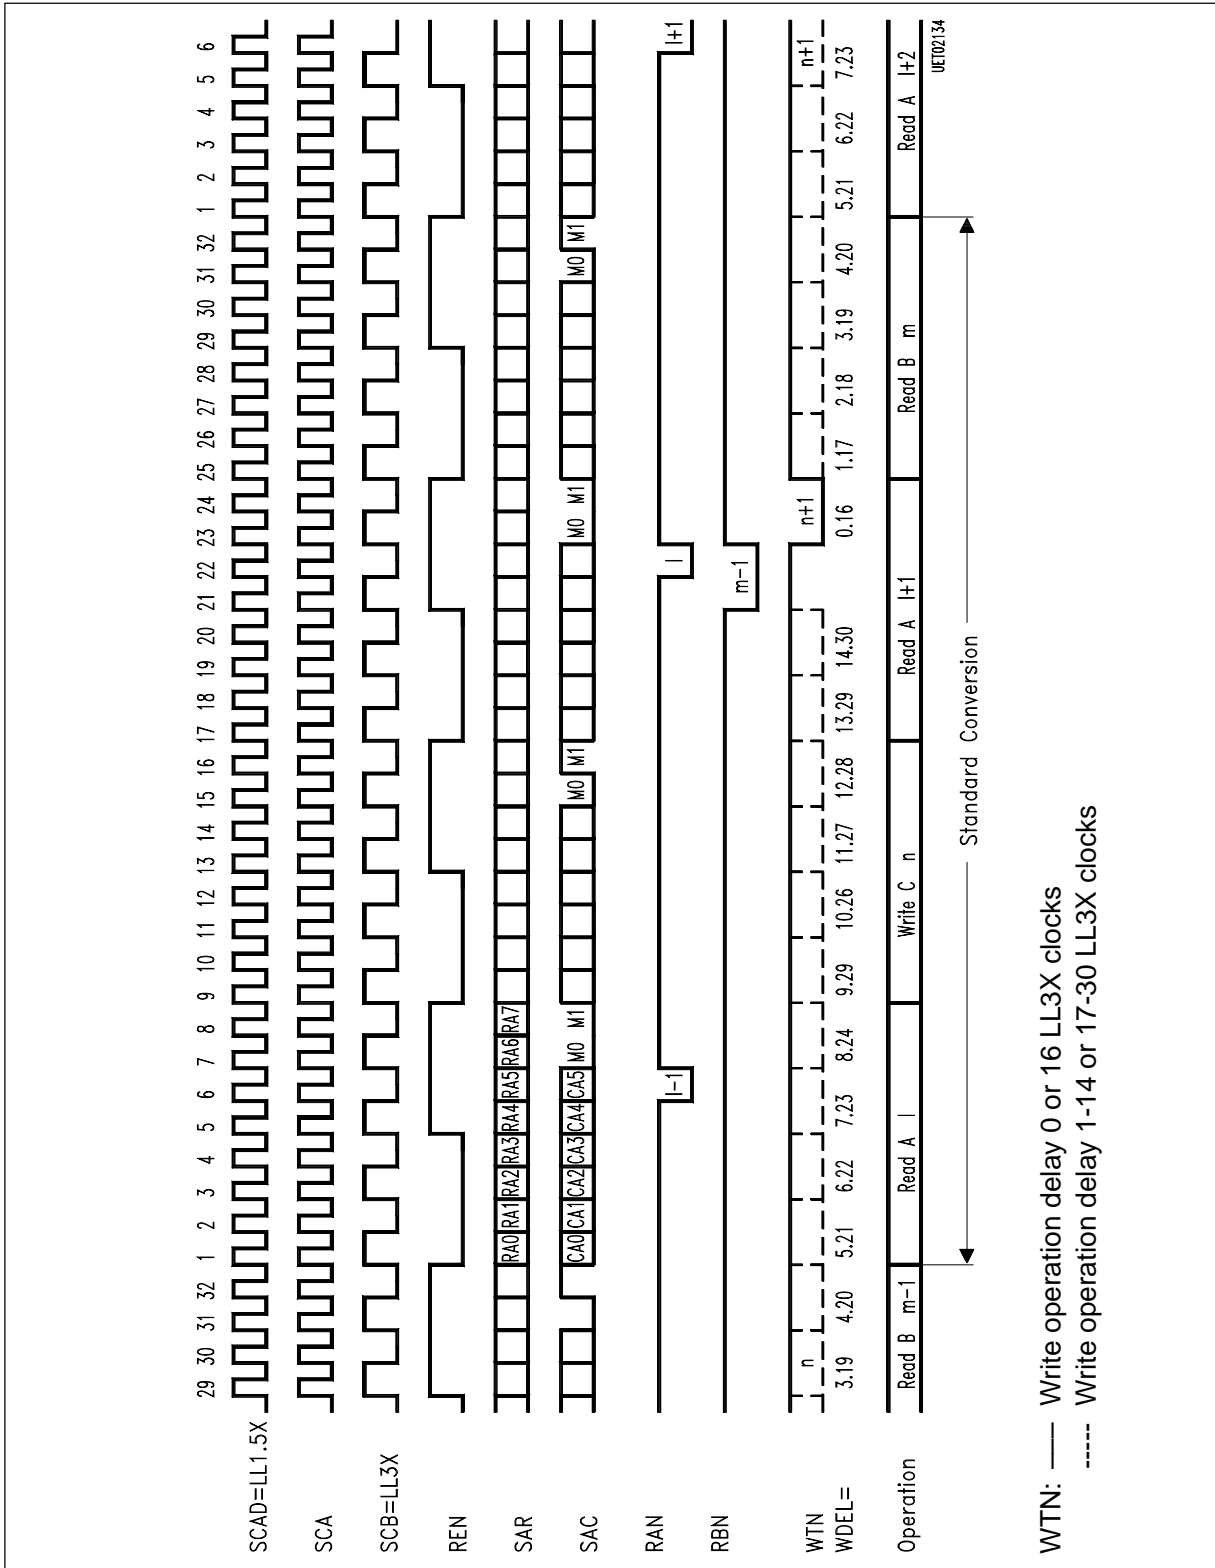 29 30 31 32 1 2 3 4 5 6 7 8 9 10 11 12 13 14 15 16 17 18 19 20 21 22 23 24 25 26 27 28 29 30 31 32 1 2 3 4 5 6
SCAD=LL1.5X
SCA
SCB=LL3X
REN
SAR RA0 RA1 RA2 RA3 RA4 RA5 RA6 RA7
SAC CA0 CA1 CA2 CA3 CA4 CA5 M0 M1 M0 M1 M0 M1 M0 M1
RAN l-1 l l+1
RBN m-1
WTN n n+1 n+1
WDEL= 3.19 4.20 5.21 6.22 7.23 8.24 9.29 10.26 11.27 12.28 13.29 14.30 0.16 1.17 2.18 3.19 4.20 5.21 6.22 7.23
Operation Read B m-1 Read A l Write C n Read A l+1 Read B m Read A l+2
UET02134
Standard Conversion
WTN: —— Write operation delay 0 or 16 LL3X clocks
----- Write operation delay 1-14 or 17-30 LL3X clocks